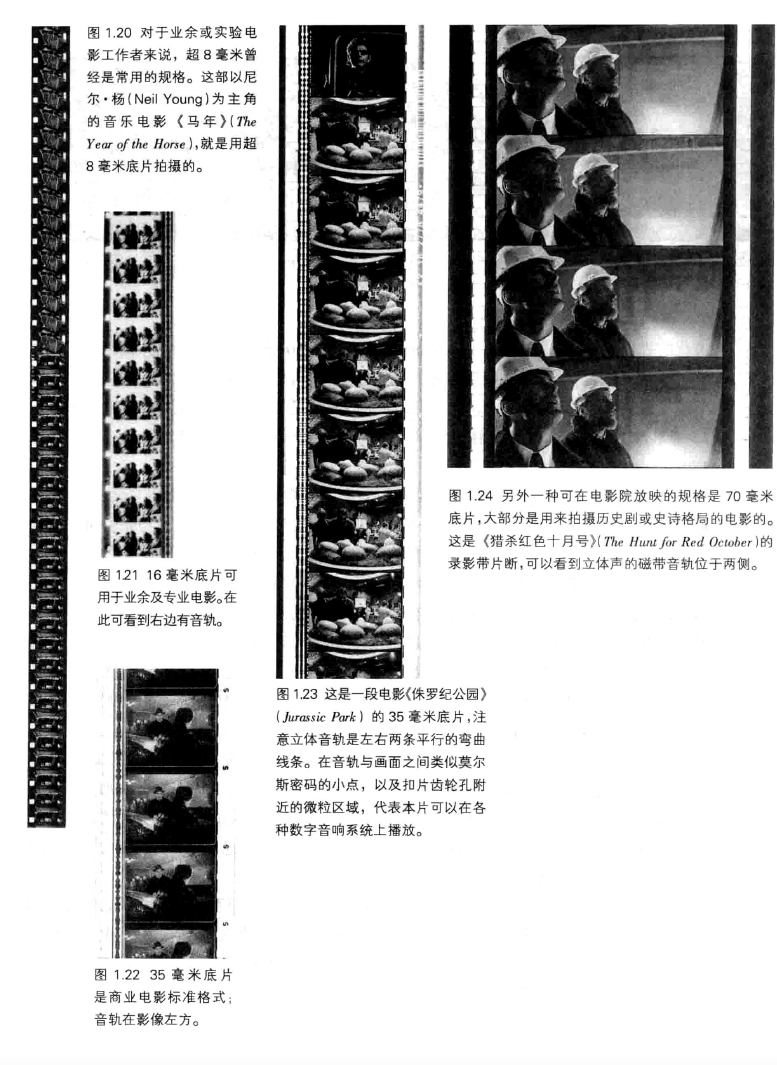 图 1.20 对于业余或实验电
影工作者来说，超 8 毫米曾
经是常用的规格。这部以尼
尔·杨(Neil Young)为主角
的音乐电影《马年》(The
Year of the Horse),就是用超
8 毫米底片拍摄的。
图 1.21 16 毫米底片可
用于业余及专业电影。在
此可看到右边有音轨。
图 1.22 35 毫米底片
是商业电影标准格式;
音轨在影像左方。
图 1.23 这是一段电影《侏罗纪公园》
(Jurassic Park) 的 35 毫米底片,注
意立体音轨是左右两条平行的弯曲
线条。在音轨与画面之间类似莫尔
斯密码的小点，以及扣片齿轮孔附
近的微粒区域，代表本片可以在各
种数字音响系统上播放。
图 1.24 另外一种可在电影院放映的规格是 70 毫米
底片,大部分是用来拍摄历史剧或史诗格局的电影的。
这是《猎杀红色十月号》(The Hunt for Red October)的
录影带片断,可以看到立体声的磁带音轨位于两侧。